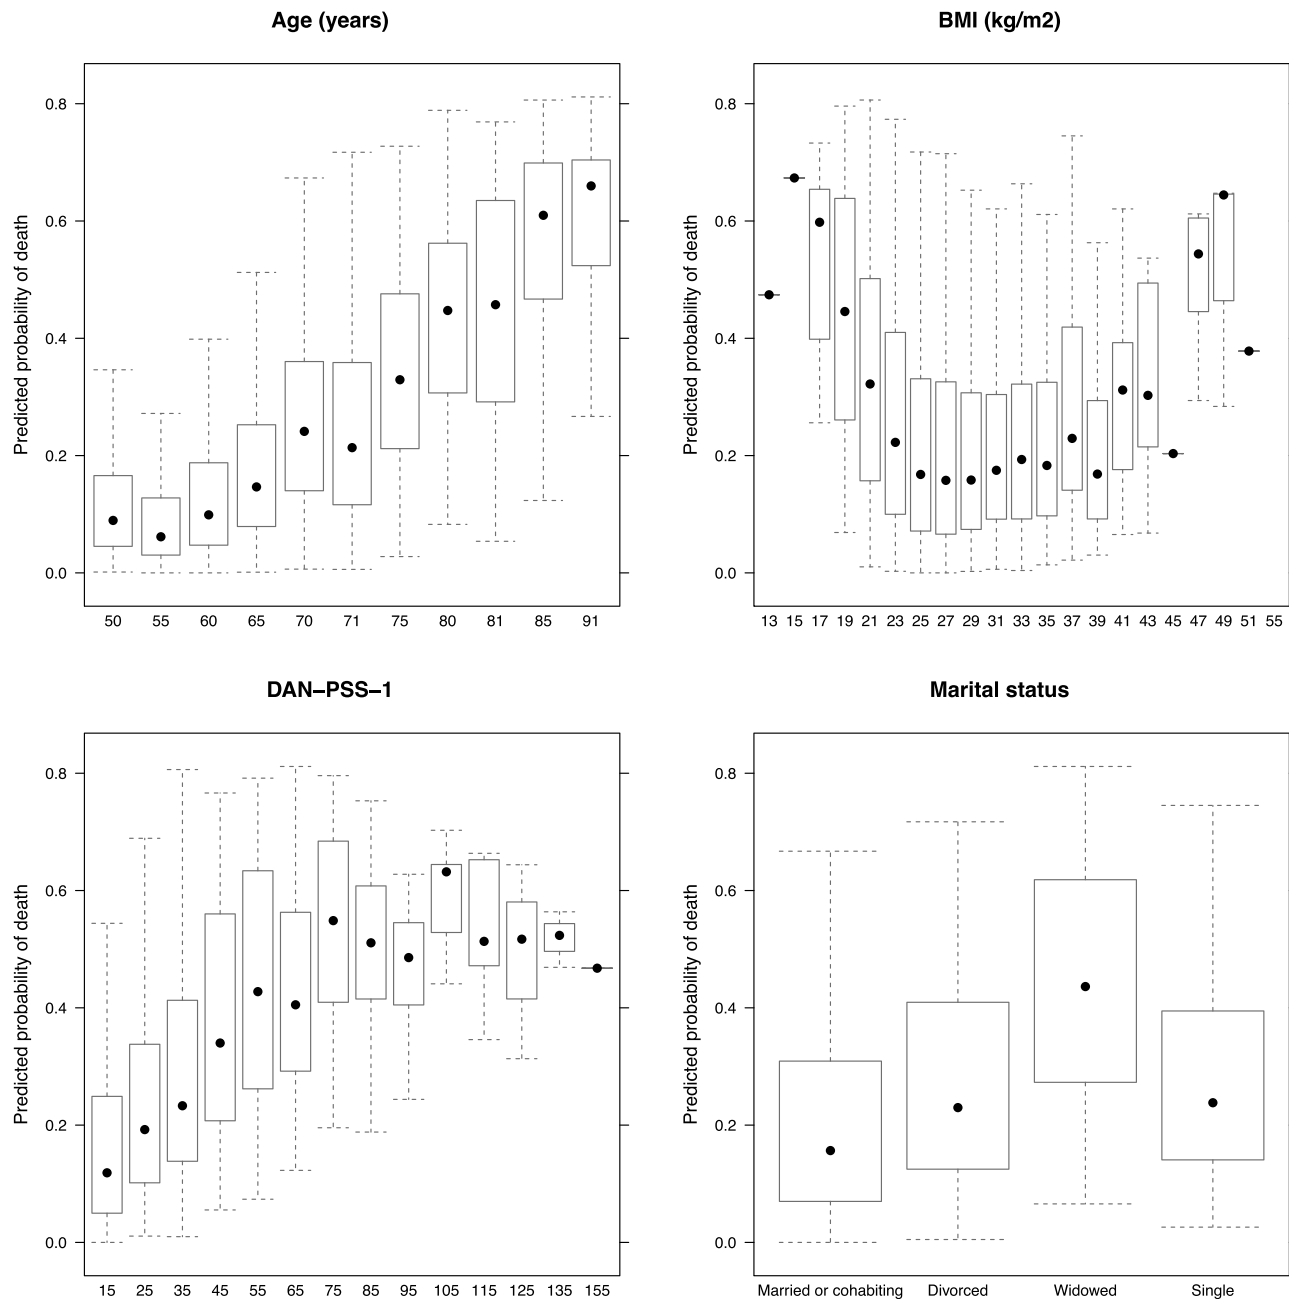 Age (years)
BMI (kg/m2)
Predicted probability of death
0.8
0.6
0.4
0.2
0.0
50 55 60 65 70 71 75 80 81 85 91
Predicted probability of death
0.8
0.6
0.4
0.2
0.0
13 15 17 19 21 23 25 27 29 31 33 35 37 39 41 43 45 47 49 51 55
DAN–PSS–1
Marital status
Predicted probability of death
0.8
0.6
0.4
0.2
0.0
15 25 35 45 55 65 75 85 95 105 115 125 135 155
Predicted probability of death
0.8
0.6
0.4
0.2
0.0
Married or cohabiting Divorced Widowed Single